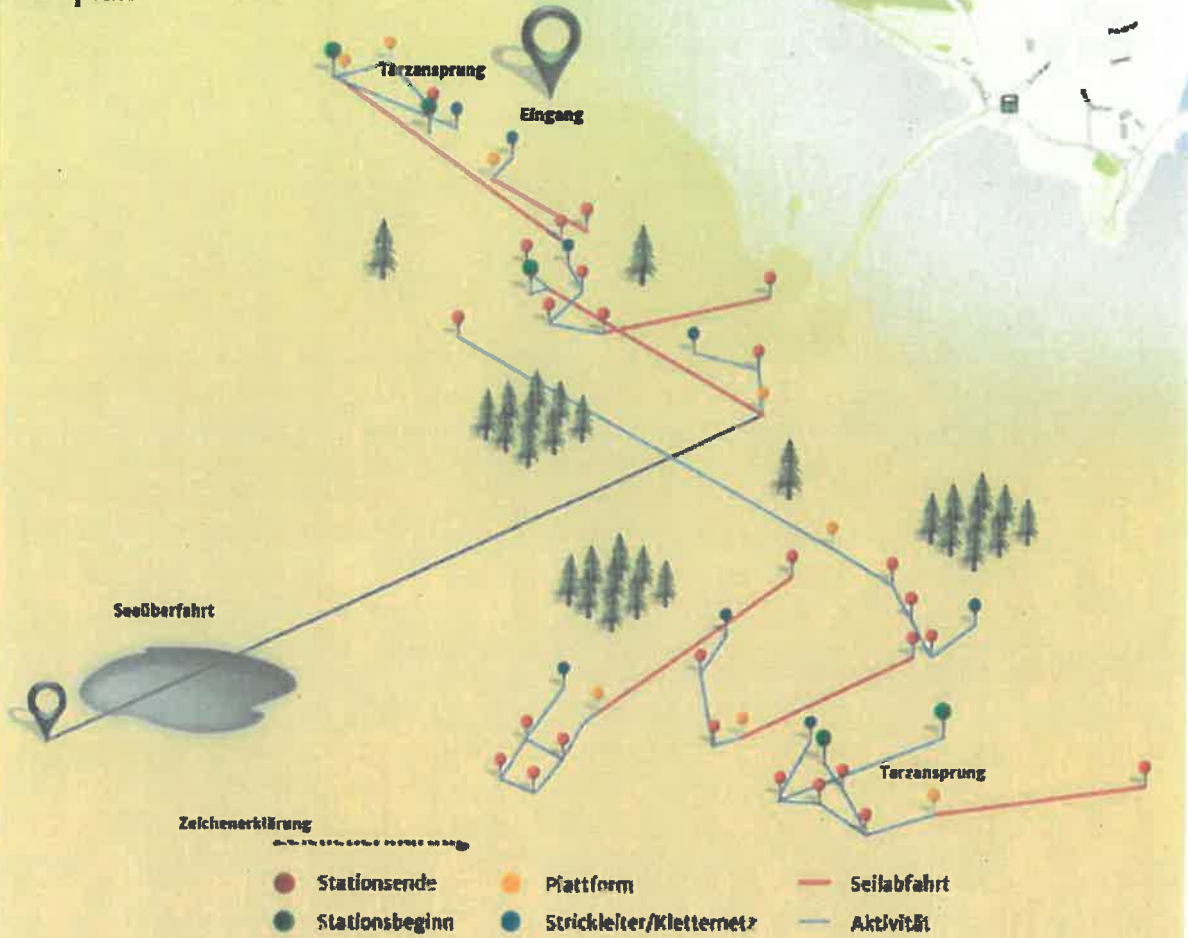 Tarzansprung
Eingang
Seeüberfahrt
Tarzansprung
Zeichenerklärung
Stationsende
Plattform
Seilabfahrt
Stationsbeginn
Strickleiter/Kletternetz
Aktivität